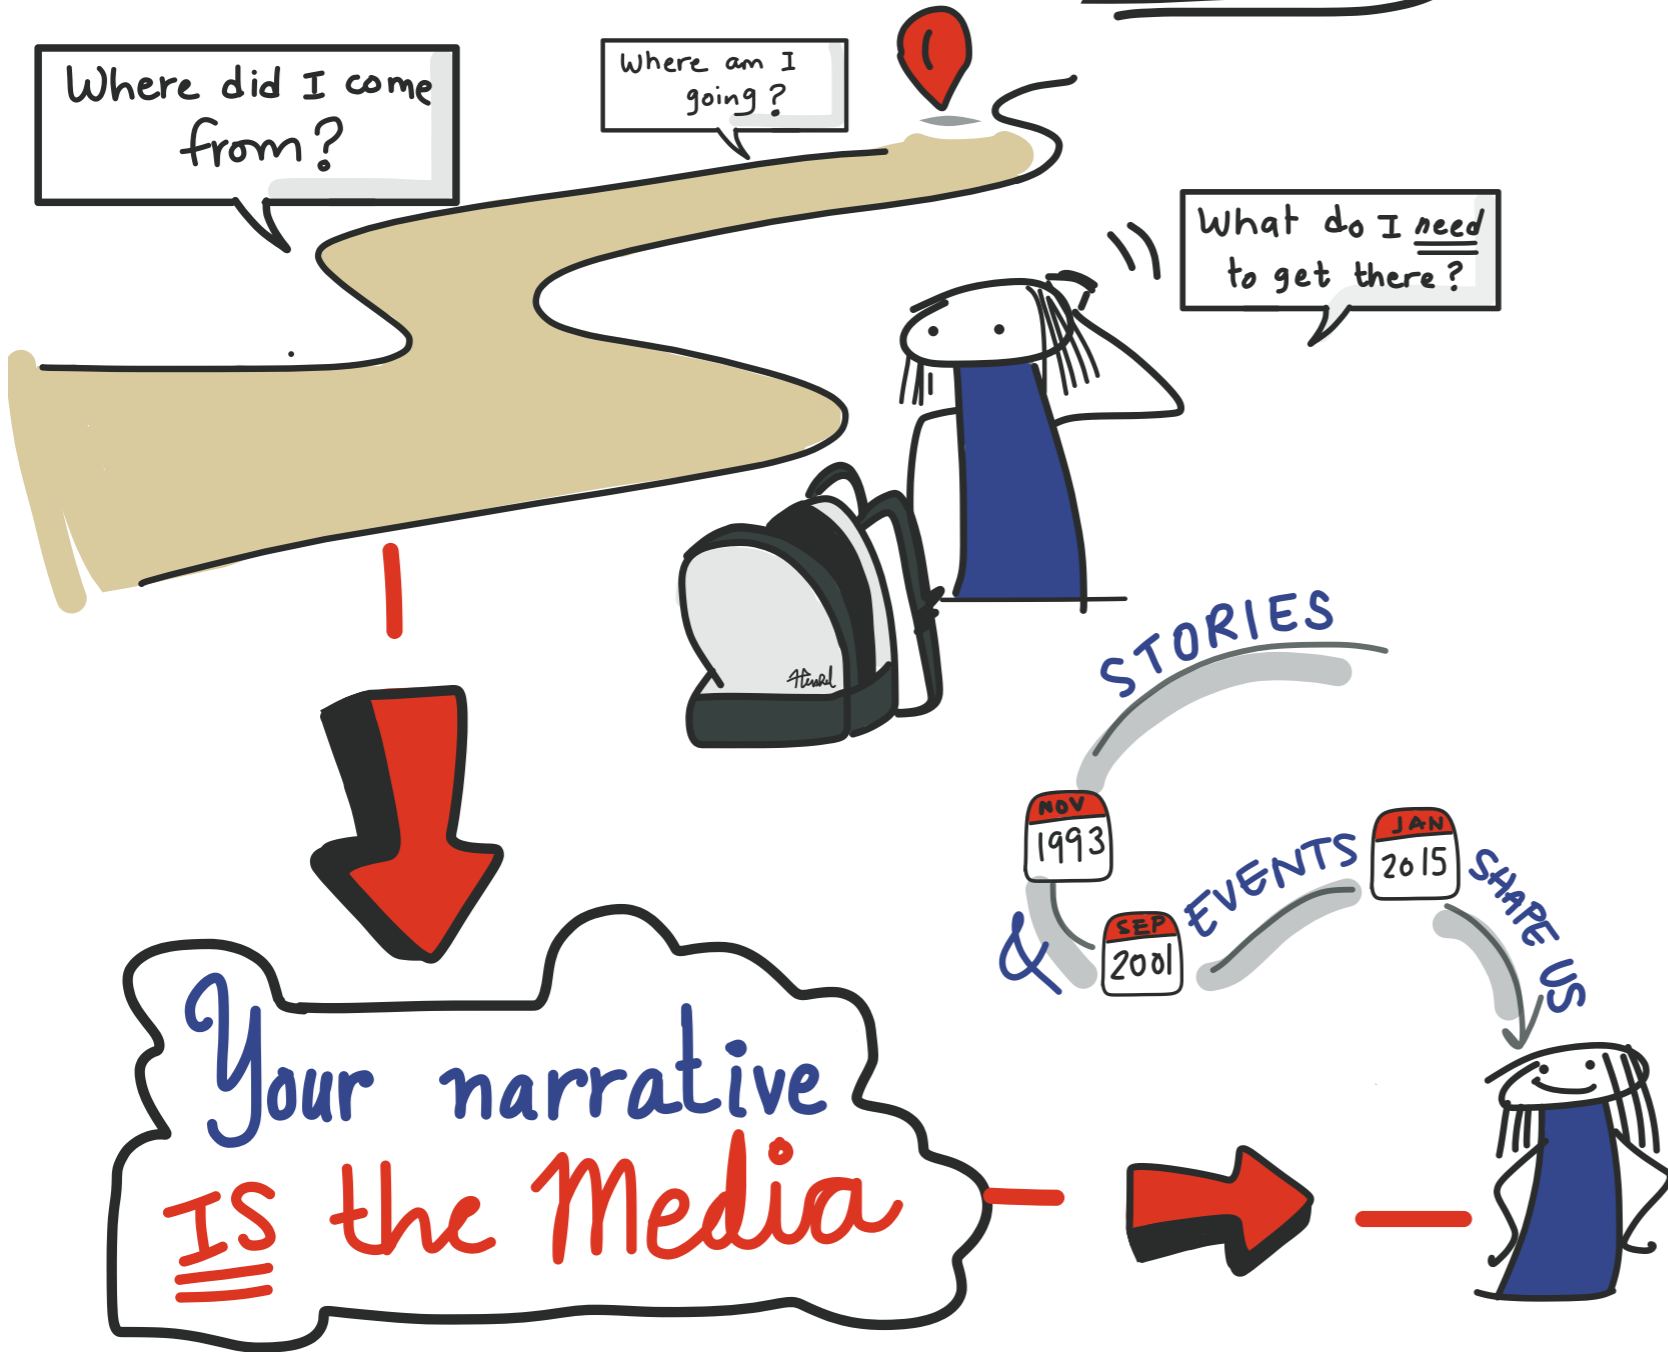 Where did I come
from?
Where am I
going?
What do I need
to get there?
STORIES
NOV
1993
&
SEP
2001
EVENTS
JAN
2015
SHAPE US
Your narrative
IS the Media